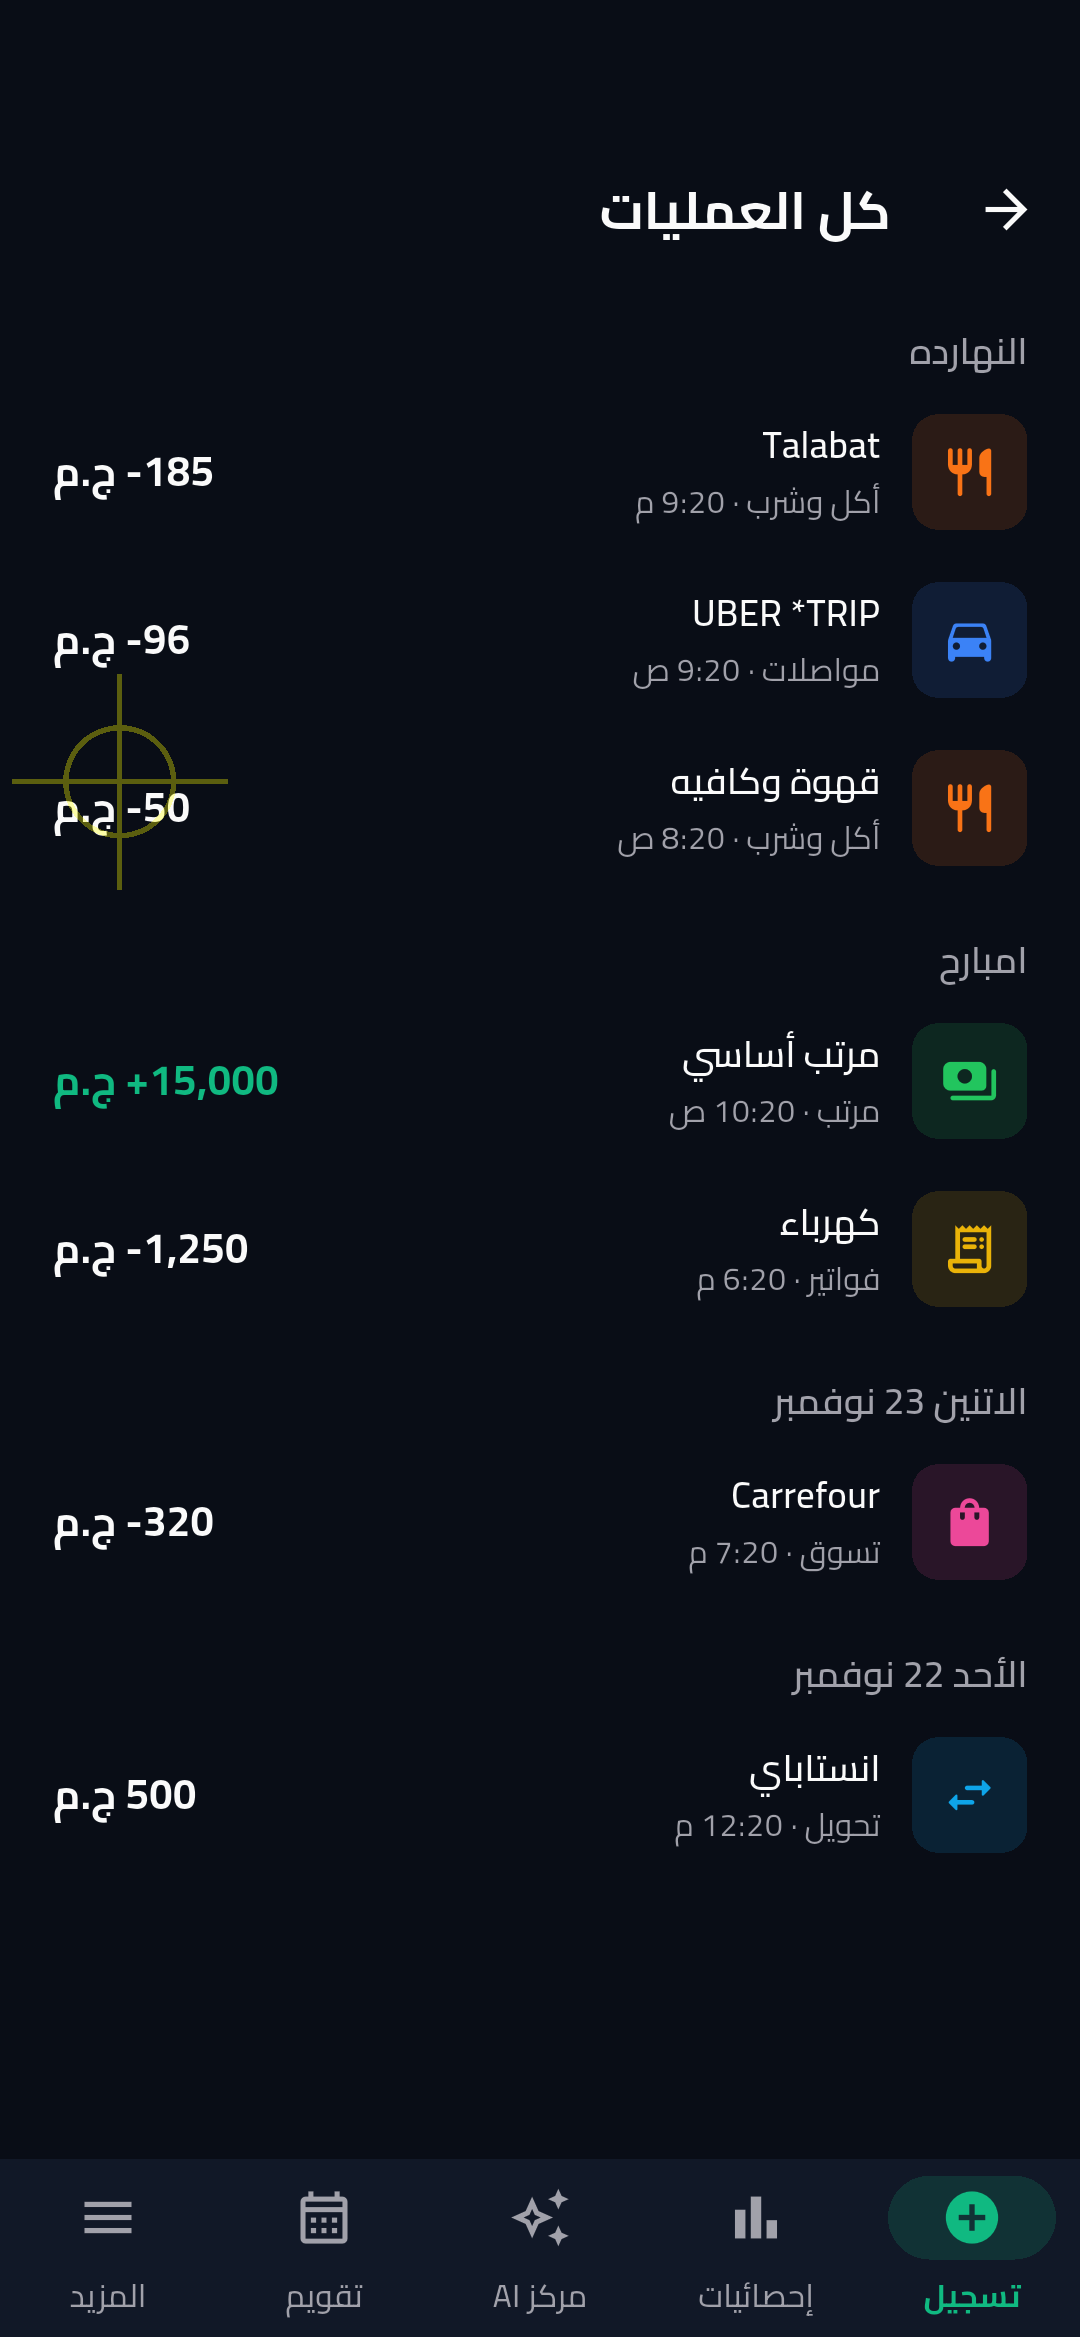 كل العمليات
النهارده
Talabat
أكل وشرب · 9:20 م
-185 ج.م
UBER *TRIP
مواصلات · 9:20 ص
-96 ج.م
قهوة وكافيه
أكل وشرب · 8:20 ص
-50 ج.م
امبارح
مرتب أساسي
مرتب · 10:20 ص
+15,000 ج.م
كهرباء
فواتير · 6:20 م
-1,250 ج.م
الاتنين 23 نوفمبر
Carrefour
تسوق · 7:20 م
-320 ج.م
الأحد 22 نوفمبر
انستاباي
تحويل · 12:20 م
500 ج.م
تسجيل
إحصائيات
مركز AI
تقويم
المزيد